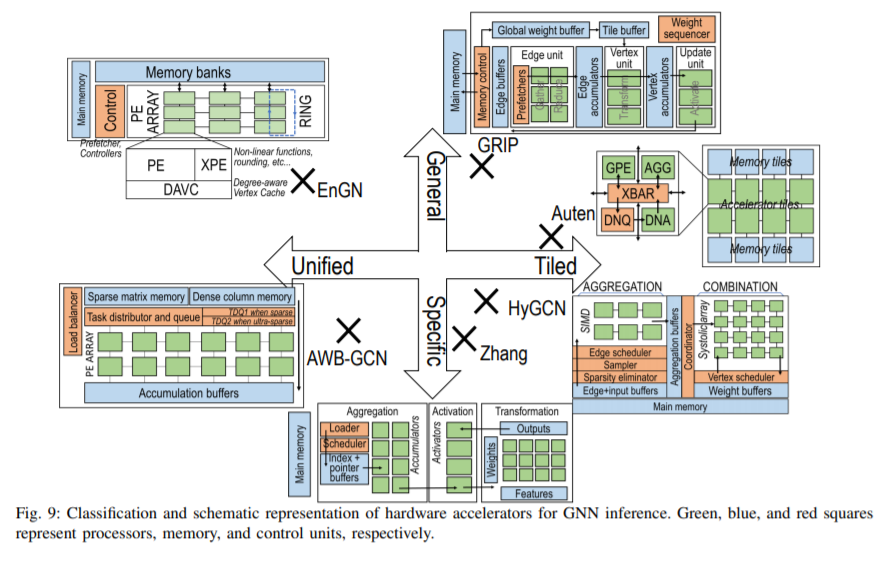 Main memory
Memory banks
Control
PE
ARRAY
RING
Prefetcher,
Controllers
PE
XPE
DAVC
Non-linear functions,
rounding, etc...
Degree-aware
Vertex Cache
EnGN
Main memory
Memory control
Global weight buffer
Tile buffer
Weight
sequencer
Edge buffers
Edge unit
Prefetchers
Gather
Reduce
Edge
accumulators
Vertex
unit
Transform
Vertex
accumulators
Update
unit
Activate
GRIP
General
GPE
AGG
XBAR
DNQ
DNA
Memory tiles
Accelerator tiles
Memory tiles
Auten
Unified
Tiled
Specific
Load balancer
Sparse matrix memory
Dense column memory
Task distributor and queue
TDQ1 when sparse
TDQ2 when ultra-sparse
PE ARRAY
Accumulation buffers
AWB-GCN
HyGCN
Zhang
AGGREGATION
COMBINATION
SIMD
Edge scheduler
Sampler
Sparsity eliminator
Edge+input buffers
Aggregation buffers
Coordinator
Systolic array
Vertex scheduler
Weight buffers
Main memory
Main memory
Aggregation
Loader
Scheduler
Index +
pointer
buffers
Accumulators
Activation
Activators
Transformation
Outputs
Weights
Features
Fig. 9: Classification and schematic representation of hardware accelerators for GNN inference. Green, blue, and red squares
represent processors, memory, and control units, respectively.